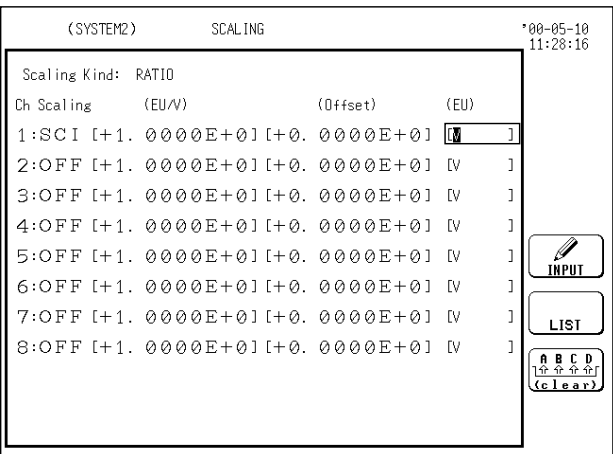 (SYSTEM2) SCALING '00-05-10
11:28:16
Scaling Kind: RATIO
Ch Scaling (EU/V) (Offset) (EU)
1:SCI [+1. 0000E+0] [+0. 0000E+0] [V ]
2:OFF [+1. 0000E+0] [+0. 0000E+0] [V ]
3:OFF [+1. 0000E+0] [+0. 0000E+0] [V ]
4:OFF [+1. 0000E+0] [+0. 0000E+0] [V ]
5:OFF [+1. 0000E+0] [+0. 0000E+0] [V ]
6:OFF [+1. 0000E+0] [+0. 0000E+0] [V ]
7:OFF [+1. 0000E+0] [+0. 0000E+0] [V ]
8:OFF [+1. 0000E+0] [+0. 0000E+0] [V ]
INPUT
LIST
A B C D
(clear)